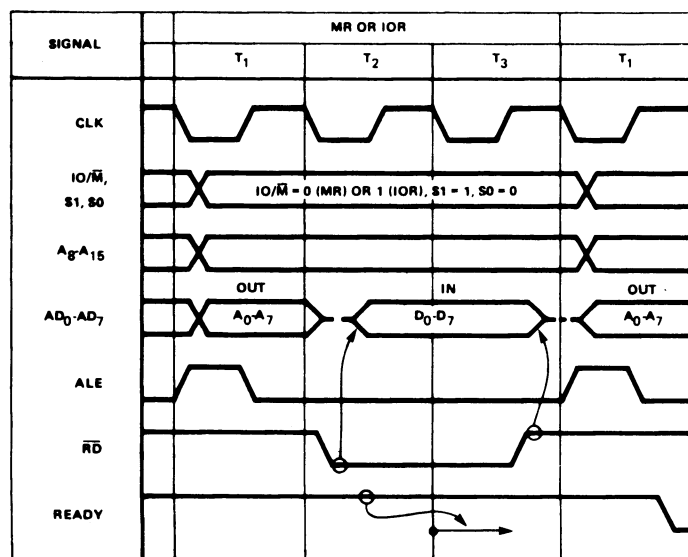 SIGNAL
MR OR IOR
T1 T2 T3 T1
CLK
IO/M̅,
S1, S0
IO/M̅ = 0 (MR) OR 1 (IOR), S1 = 1, S0 = 0
A8-A15
OUT IN OUT
AD0-AD7
A0-A7 D0-D7 A0-A7
ALE
R̅D̅
READY